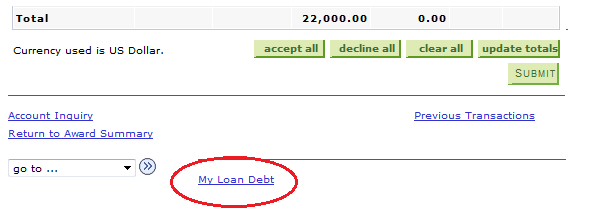 Total 22,000.00 0.00
Currency used is US Dollar. accept all decline all clear all update totals
SUBMIT
Account Inquiry Previous Transactions
Return to Award Summary
go to ...
My Loan Debt